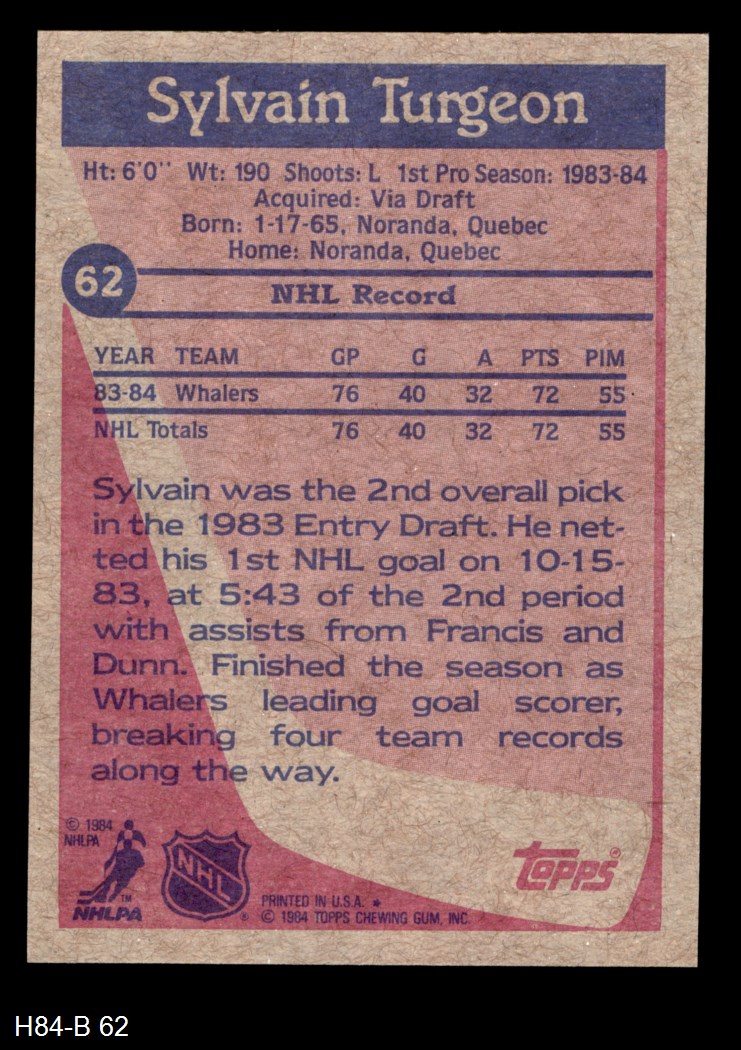 Sylvain Turgeon
Ht: 6'0" Wt: 190 Shoots: L 1st Pro Season: 1983-84
Acquired: Via Draft
Born: 1-17-65, Noranda, Quebec
Home: Noranda, Quebec
62
NHL Record
YEAR TEAM GP G A PTS PIM
83-84 Whalers 76 40 32 72 55
NHL Totals 76 40 32 72 55
Sylvain was the 2nd overall pick
in the 1983 Entry Draft. He net-
ted his 1st NHL goal on 10-15-
83, at 5:43 of the 2nd period
with assists from Francis and
Dunn. Finished the season as
Whalers leading goal scorer,
breaking four team records
along the way.
© 1984
NHLPA
™
NHLPA
NHL
®
PRINTED IN U.S.A. *
© 1984 TOPPS CHEWING GUM, INC.
Topps®
H84-B 62